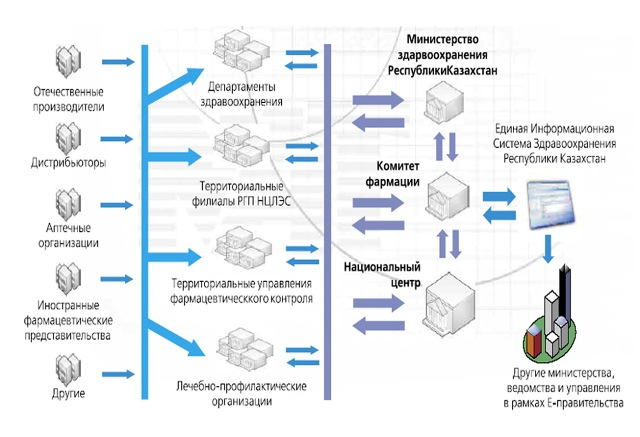 Отечественные
производители
Дистрибьюторы
Аптечные
организации
Иностранные
фармацевтические
представительства
Другие
Департаменты
здравоохранения
Территориальные
филиалы РГП НЦЛЭС
Территориальные управления
фармацевтическкого контроля
Лечебно-профилактические
организации
Министерство
здарвоохранения
РеспубликиКазахстан
Комитет
фармации
Национальный
центр
Единая Информационная
Система Здравоохранения
Республики Казахстан
Другие министерства,
ведомства и управления
в рамках Е-правительства